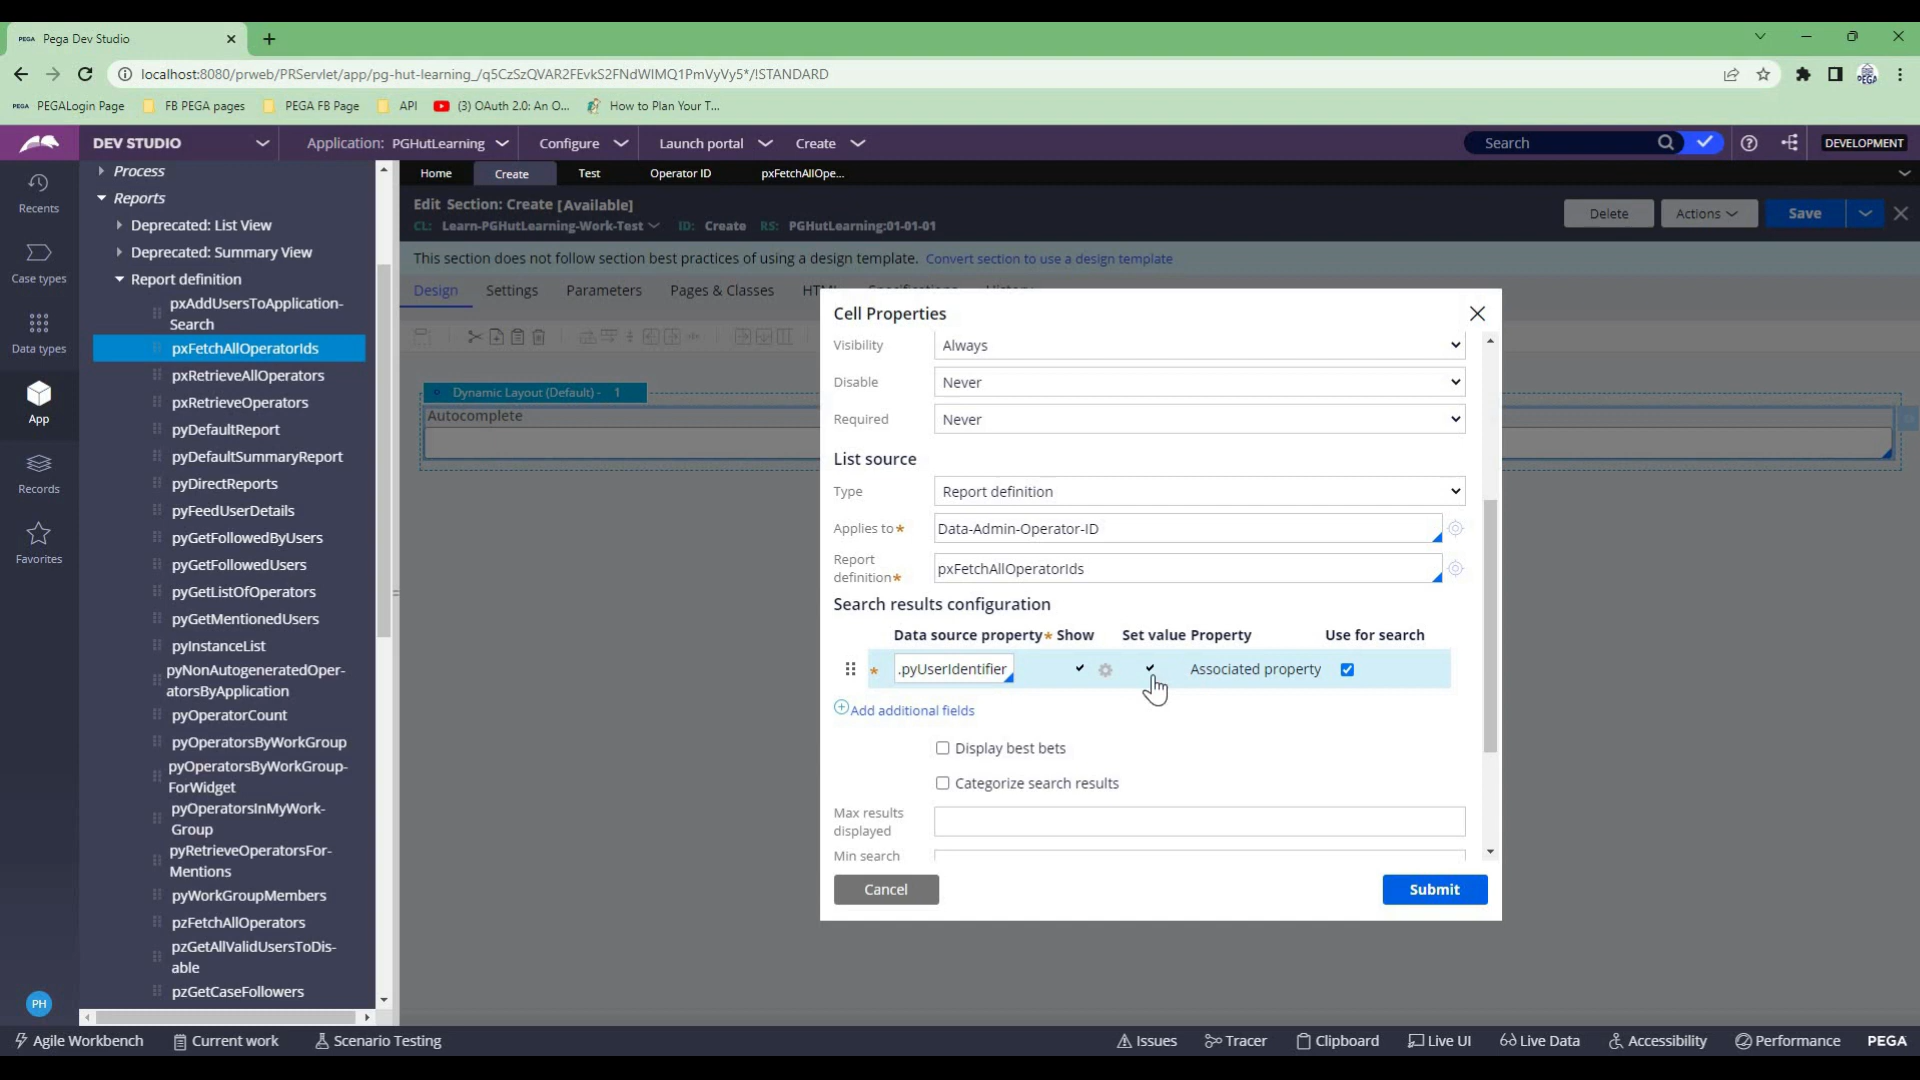 PEGA Pega Dev Studio
localhost:8080/prweb/PRServlet/app/pg-hut-learning_/q5CzSzQVAR2FEvkS2FNdWIMQ1PmVyVy5*/!STANDARD
PEGA PEGALogin Page FB PEGA pages PEGA FB Page API (3) OAuth 2.0: An O... How to Plan Your T...
DEV STUDIO Application: PGHutLearning Configure Launch portal Create Search DEVELOPMENT
Home Create Test Operator ID pxFetchAllOpe...
Edit Section: Create [Available]
CL: Learn-PGHutLearning-Work-Test ID: Create RS: PGHutLearning:01-01-01
Delete Actions Save
This section does not follow section best practices of using a design template. Convert section to use a design template
Design Settings Parameters Pages & Classes
Dynamic Layout (Default) - 1
Autocomplete
Recents
Case types
Data types
App
Records
Favorites
PH
Process
Reports
Deprecated: List View
Deprecated: Summary View
Report definition
pxAddUsersToApplication-
Search
pxFetchAllOperatorIds
pxRetrieveAllOperators
pxRetrieveOperators
pyDefaultReport
pyDefaultSummaryReport
pyDirectReports
pyFeedUserDetails
pyGetFollowedByUsers
pyGetFollowedUsers
pyGetListOfOperators
pyGetMentionedUsers
pyInstanceList
pyNonAutogeneratedOper-
atorsByApplication
pyOperatorCount
pyOperatorsByWorkGroup
pyOperatorsByWorkGroup-
ForWidget
pyOperatorsInMyWork-
Group
pyRetrieveOperatorsFor-
Mentions
pyWorkGroupMembers
pzFetchAllOperators
pzGetAllValidUsersToDis-
able
pzGetCaseFollowers
Cell Properties
Visibility Always
Disable Never
Required Never
List source
Type Report definition
Applies to* Data-Admin-Operator-ID
Report
definition* pxFetchAllOperatorIds
Search results configuration
Data source property* Show Set value Property Use for search
* .pyUserIdentifier Associated property
Add additional fields
Display best bets
Categorize search results
Max results
displayed
Min search
Cancel Submit
Agile Workbench Current work Scenario Testing Issues Tracer Clipboard Live UI Live Data Accessibility Performance PEGA